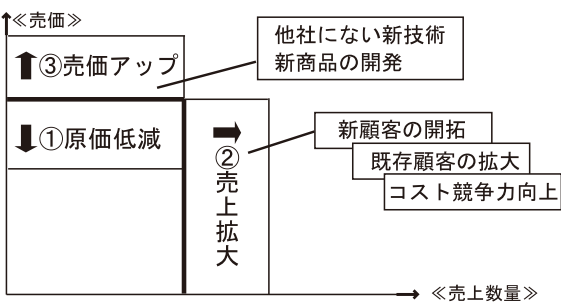 ≪売価≫
③売価アップ
他社にない新技術
新商品の開発
①原価低減
②売上拡大
新顧客の開拓
既存顧客の拡大
コスト競争力向上
≪売上数量≫